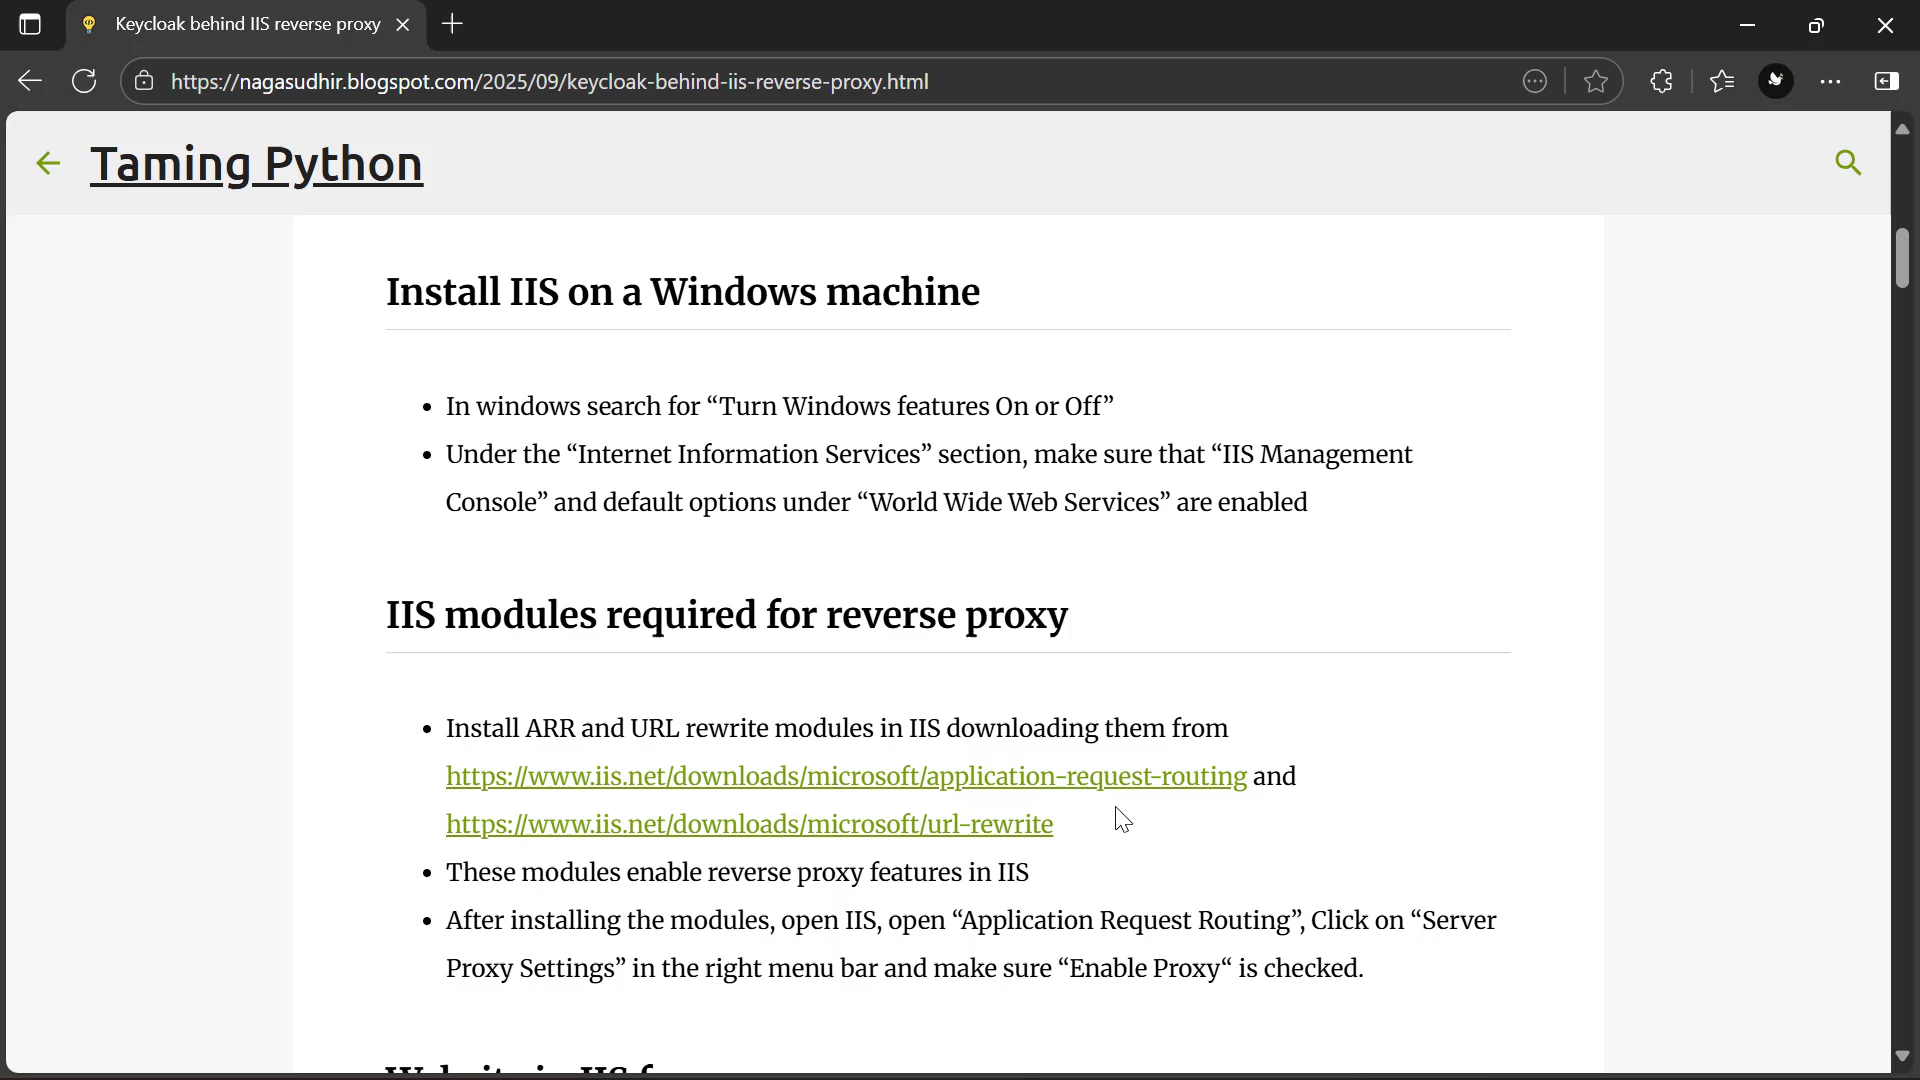 Keycloak behind IIS reverse proxy
https://nagasudhir.blogspot.com/2025/09/keycloak-behind-iis-reverse-proxy.html
Taming Python
Install IIS on a Windows machine
• In windows search for “Turn Windows features On or Off”
• Under the “Internet Information Services” section, make sure that “IIS Management
Console” and default options under “World Wide Web Services” are enabled
IIS modules required for reverse proxy
• Install ARR and URL rewrite modules in IIS downloading them from
https://www.iis.net/downloads/microsoft/application-request-routing and
https://www.iis.net/downloads/microsoft/url-rewrite
• These modules enable reverse proxy features in IIS
• After installing the modules, open IIS, open “Application Request Routing”, Click on “Server
Proxy Settings” in the right menu bar and make sure “Enable Proxy“ is checked.